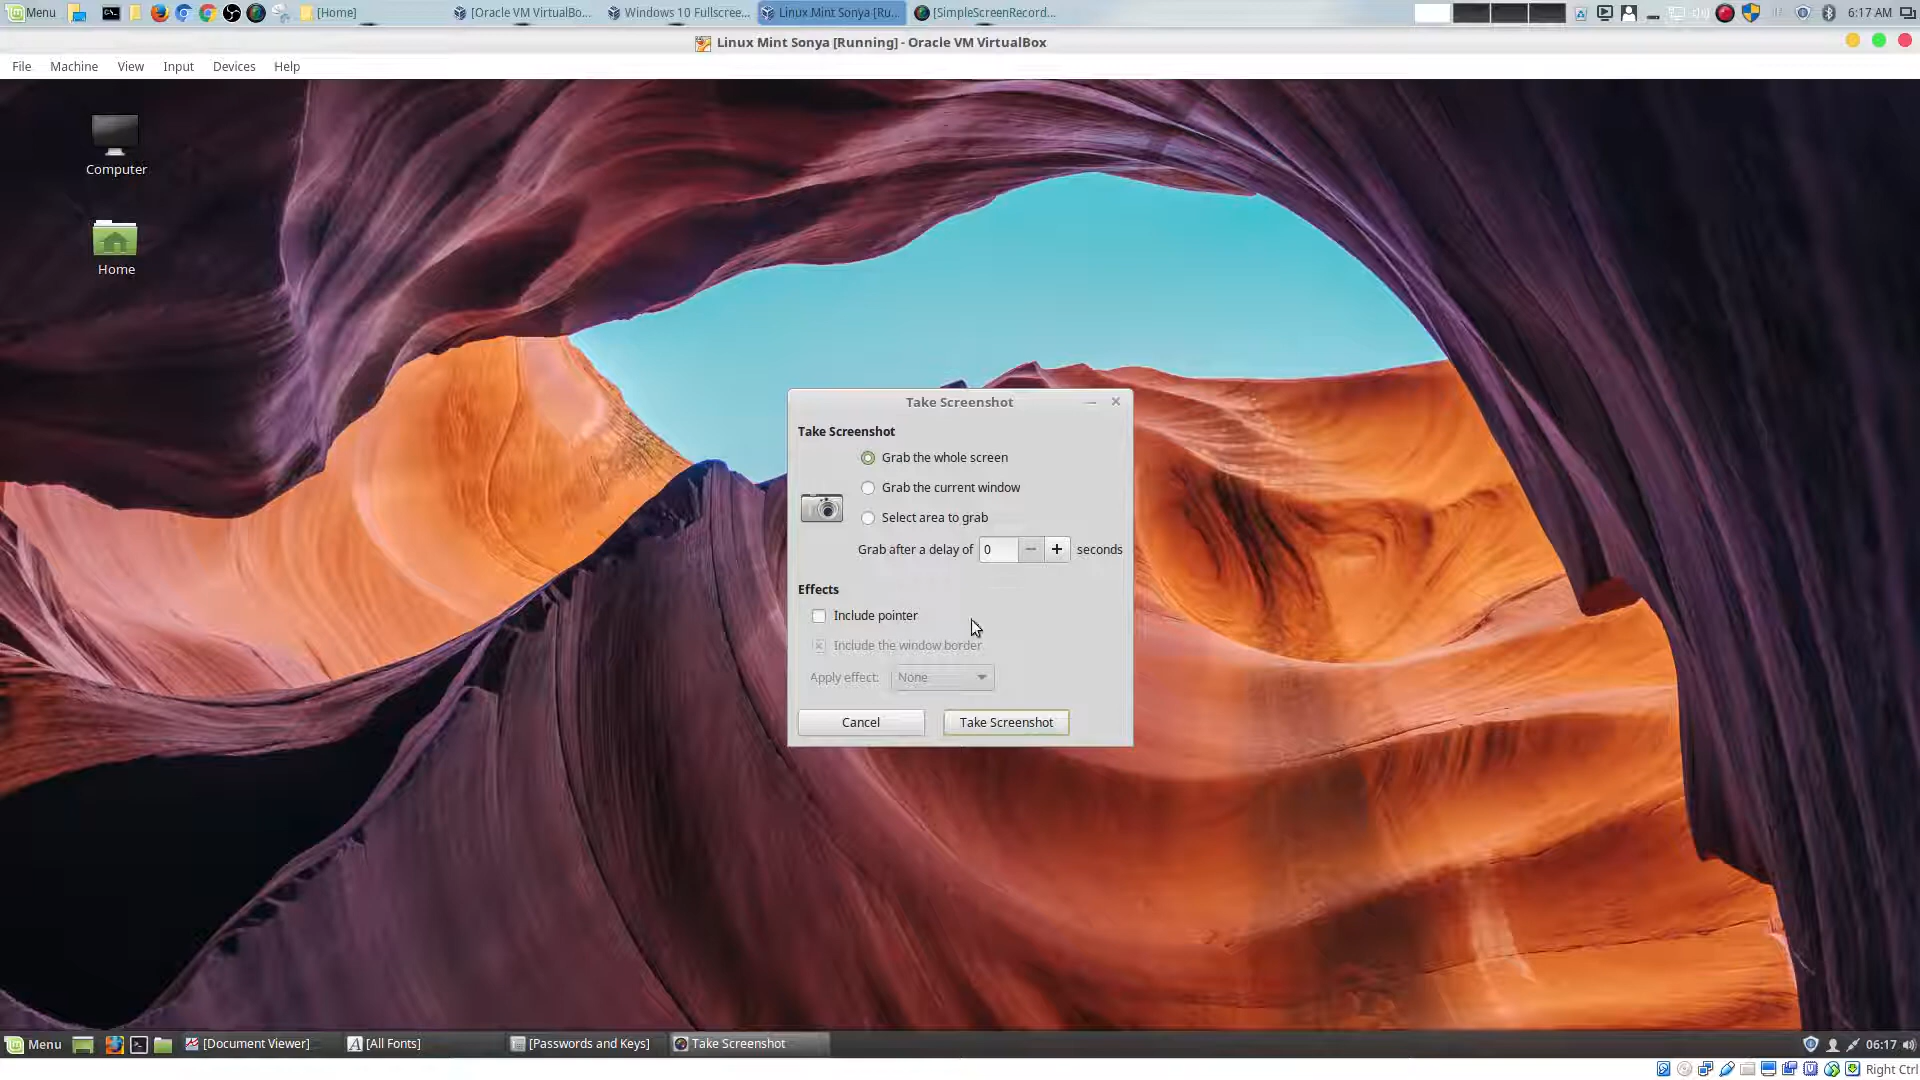 Menu
[Home]
[Oracle VM VirtualBo...
Windows 10 Fullscree...
Linux Mint Sonya [Ru...
[SimpleScreenRecord...
6:17 AM
Linux Mint Sonya [Running] - Oracle VM VirtualBox
File Machine View Input Devices Help
Computer
Home
Take Screenshot
Take Screenshot
Grab the whole screen
Grab the current window
Select area to grab
Grab after a delay of 0 − + seconds
Effects
Include pointer
Include the window border
Apply effect: None
Cancel Take Screenshot
Menu
[Document Viewer]
[All Fonts]
[Passwords and Keys]
Take Screenshot
06:17
Right Ctrl